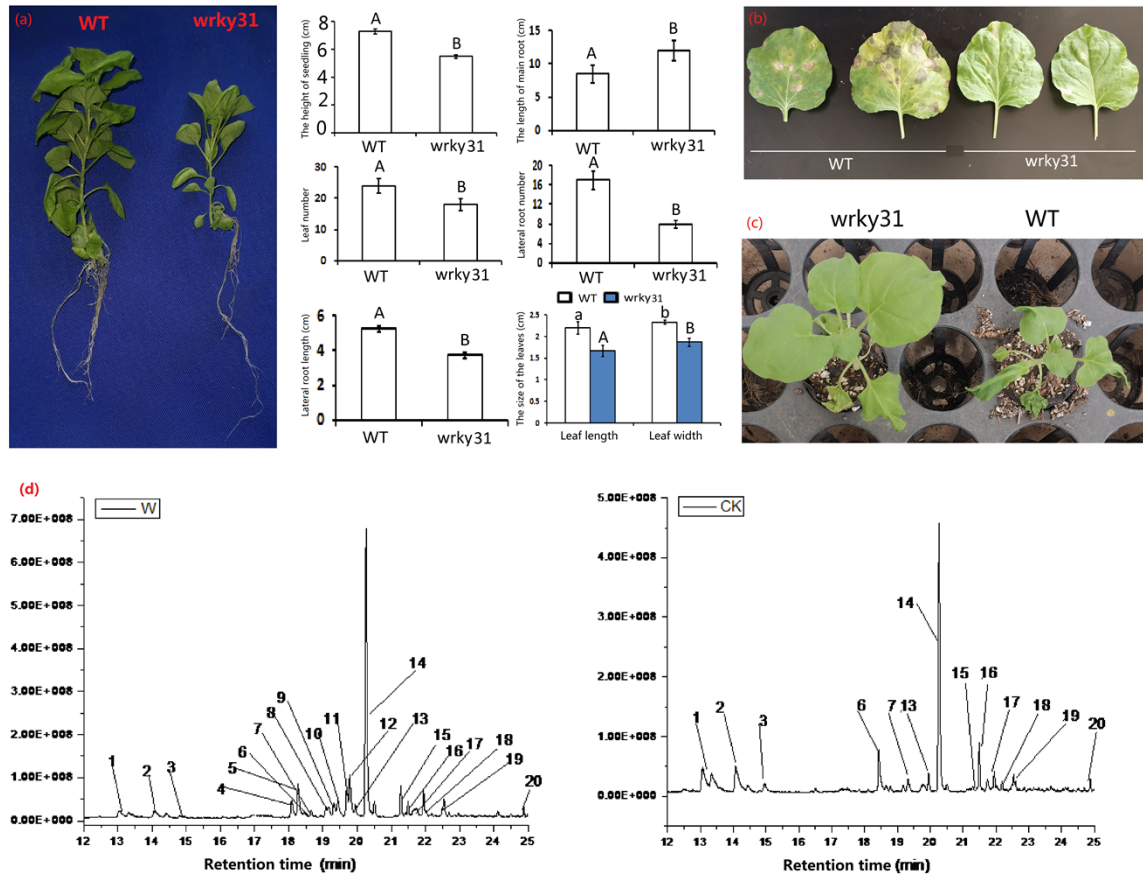 (a)
WT
wrky31
The height of seedling (cm)
8
6
4
2
0
A
B
WT
wrky31
The length of main root (cm)
15
10
5
0
A
B
WT
wrky31
Leaf number
30
20
10
0
A
B
WT
wrky31
Lateral root number
20
16
12
8
4
0
A
B
WT
wrky31
Lateral root length (cm)
6
4
2
0
A
B
WT
wrky31
WT
wrky31
The size of the leaves (cm)
2.5
2
1.5
1
0.5
0
a
A
b
B
Leaf length
Leaf width
(b)
WT
wrky31
(c)
wrky31
WT
(d)
W
7.00E+008
6.00E+008
5.00E+008
4.00E+008
3.00E+008
2.00E+008
1.00E+008
0.00E+000
1
2
3
4
5
6
7
8
9
10
11
12
13
14
15
16
17
18
19
20
12 13 14 15 16 17 18 19 20 21 22 23 24 25
Retention time (min)
CK
5.00E+008
4.00E+008
3.00E+008
2.00E+008
1.00E+008
0.00E+000
1
2
3
6
7
13
14
15
16
17
18
19
20
12 13 14 15 16 17 18 19 20 21 22 23 24 25
Retention time (min)